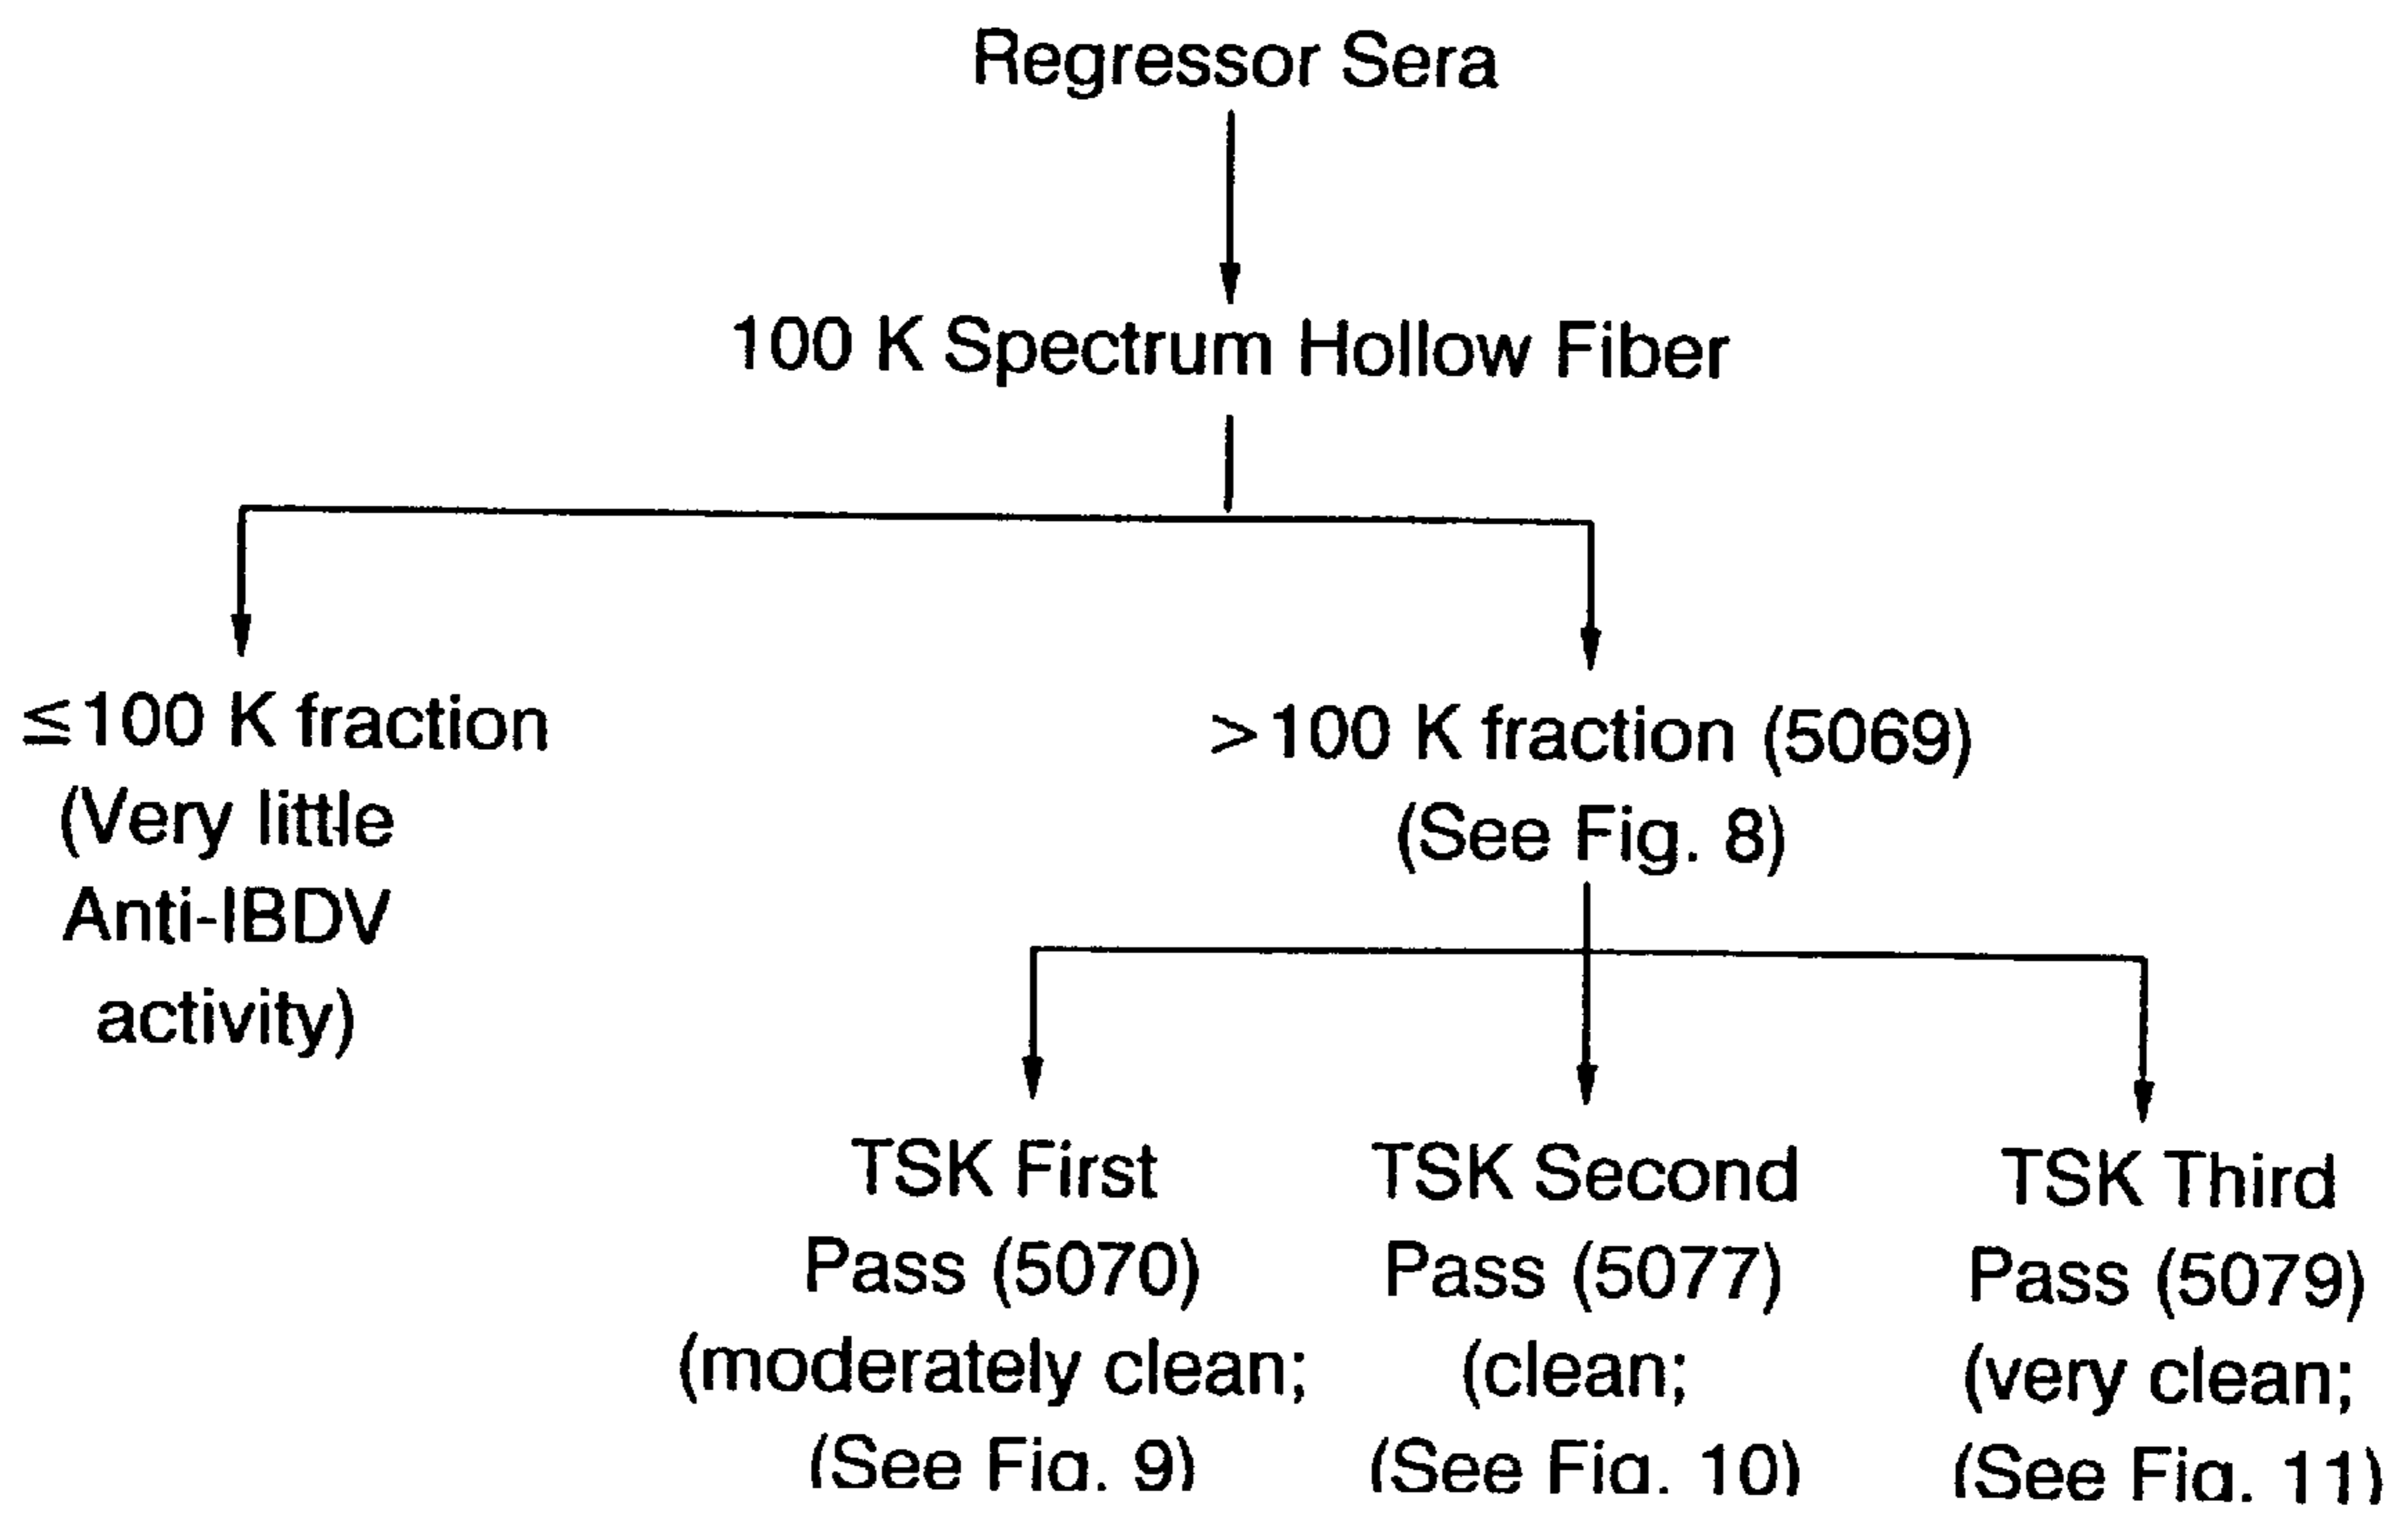 Regressor Sera
100 K Spectrum Hollow Fiber
≤100 K fraction
(Very little
Anti-IBDV
activity)
>100 K fraction (5069)
(See Fig. 8)
TSK First
Pass (5070)
(moderately clean;
(See Fig. 9)
TSK Second
Pass (5077)
(clean;
(See Fig. 10)
TSK Third
Pass (5079)
(very clean;
(See Fig. 11)